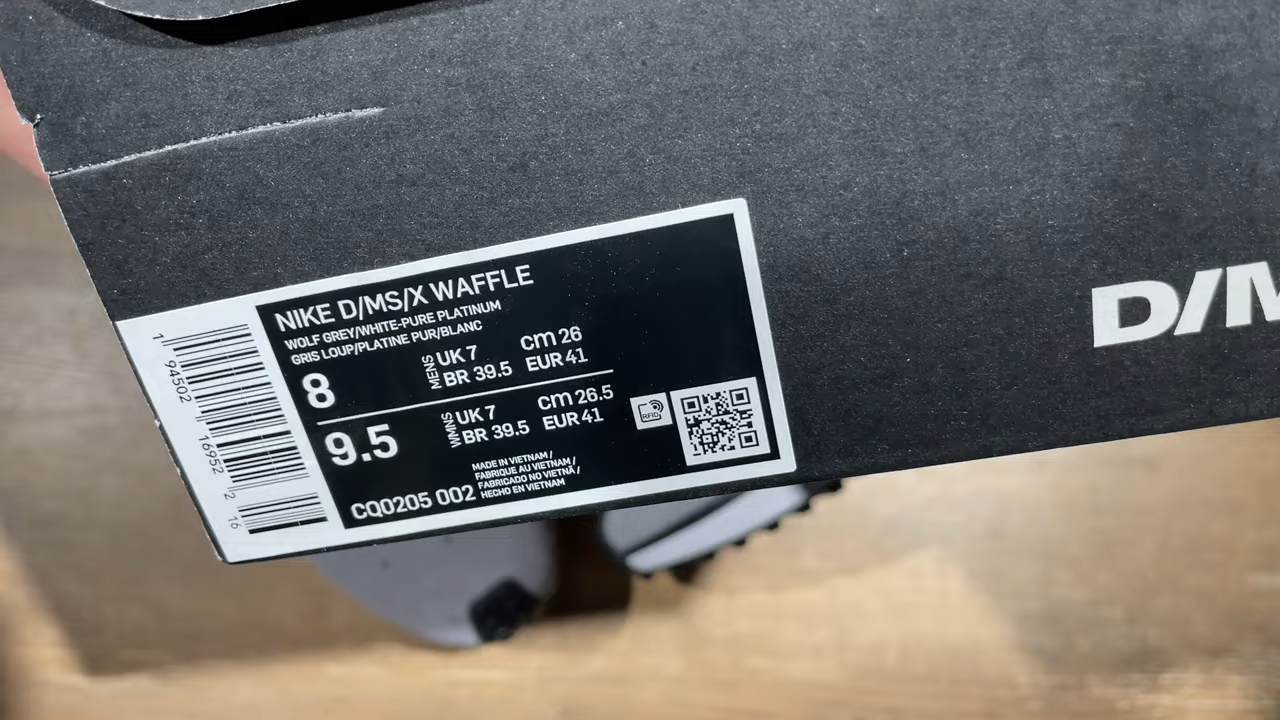 NIKE D/MS/X WAFFLE
WOLF GREY/WHITE-PURE PLATINUM
GRIS LOUP/PLATINE PUR/BLANC
8
MENS
UK 7 cm 26
BR 39.5 EUR 41
9.5
WMNS
UK 7 cm 26.5
BR 39.5 EUR 41
RFID
CQ0205 002
MADE IN VIETNAM /
FABRIQUE AU VIETNAM /
FABRICADO NO VIETNÃ /
HECHO EN VIETNAM
1 94502 16952 2 16
D/M